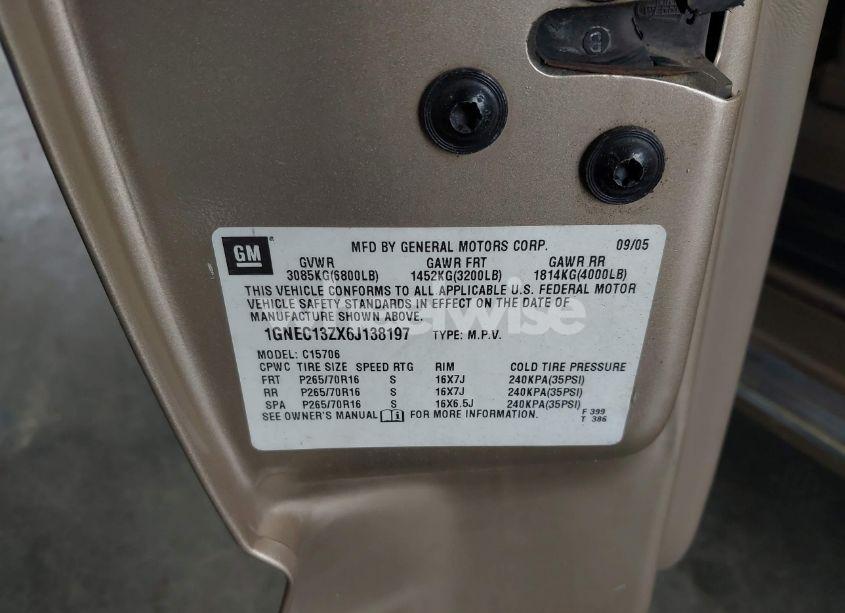 GM MFD BY GENERAL MOTORS CORP. 09/05
GVWR GAWR FRT GAWR RR
3085KG(6800LB) 1452KG(3200LB) 1814KG(4000LB)
THIS VEHICLE CONFORMS TO ALL APPLICABLE U.S. FEDERAL MOTOR
VEHICLE SAFETY STANDARDS IN EFFECT ON THE DATE OF
MANUFACTURE SHOWN ABOVE.
1GNEC13ZX6J138197 TYPE: M.P.V.
MODEL: C15706
CPWC TIRE SIZE SPEED RTG RIM COLD TIRE PRESSURE
FRT P265/70R16 S 16X7J 240KPA(35PSI)
RR P265/70R16 S 16X7J 240KPA(35PSI)
SPA P265/70R16 S 16X6.5J 240KPA(35PSI)
SEE OWNER'S MANUAL FOR MORE INFORMATION.
F 399
T 386